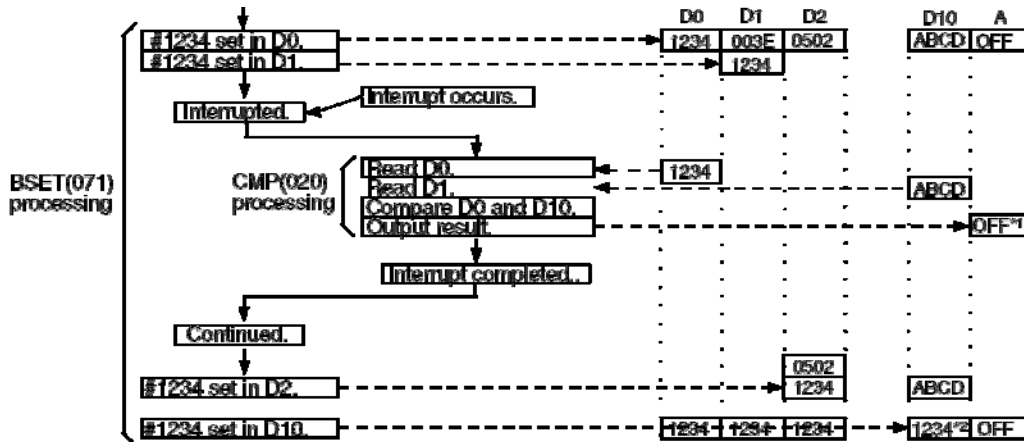 D0 D1 D2 D10 A
#1234 set in D0. 1234 003E 0502 ABCD OFF
#1234 set in D1. 1234
Interrupt occurs.
Interrupted.
BSET(071)
processing
CMP(020)
processing
Read D0. 1234
Read D1. ABCD
Compare D0 and D10.
Output result. OFF*1
Interrupt completed..
Continued.
0502
#1234 set in D2. 1234 ABCD
#1234 set in D10. 1234 1234 1234 1234*2 OFF